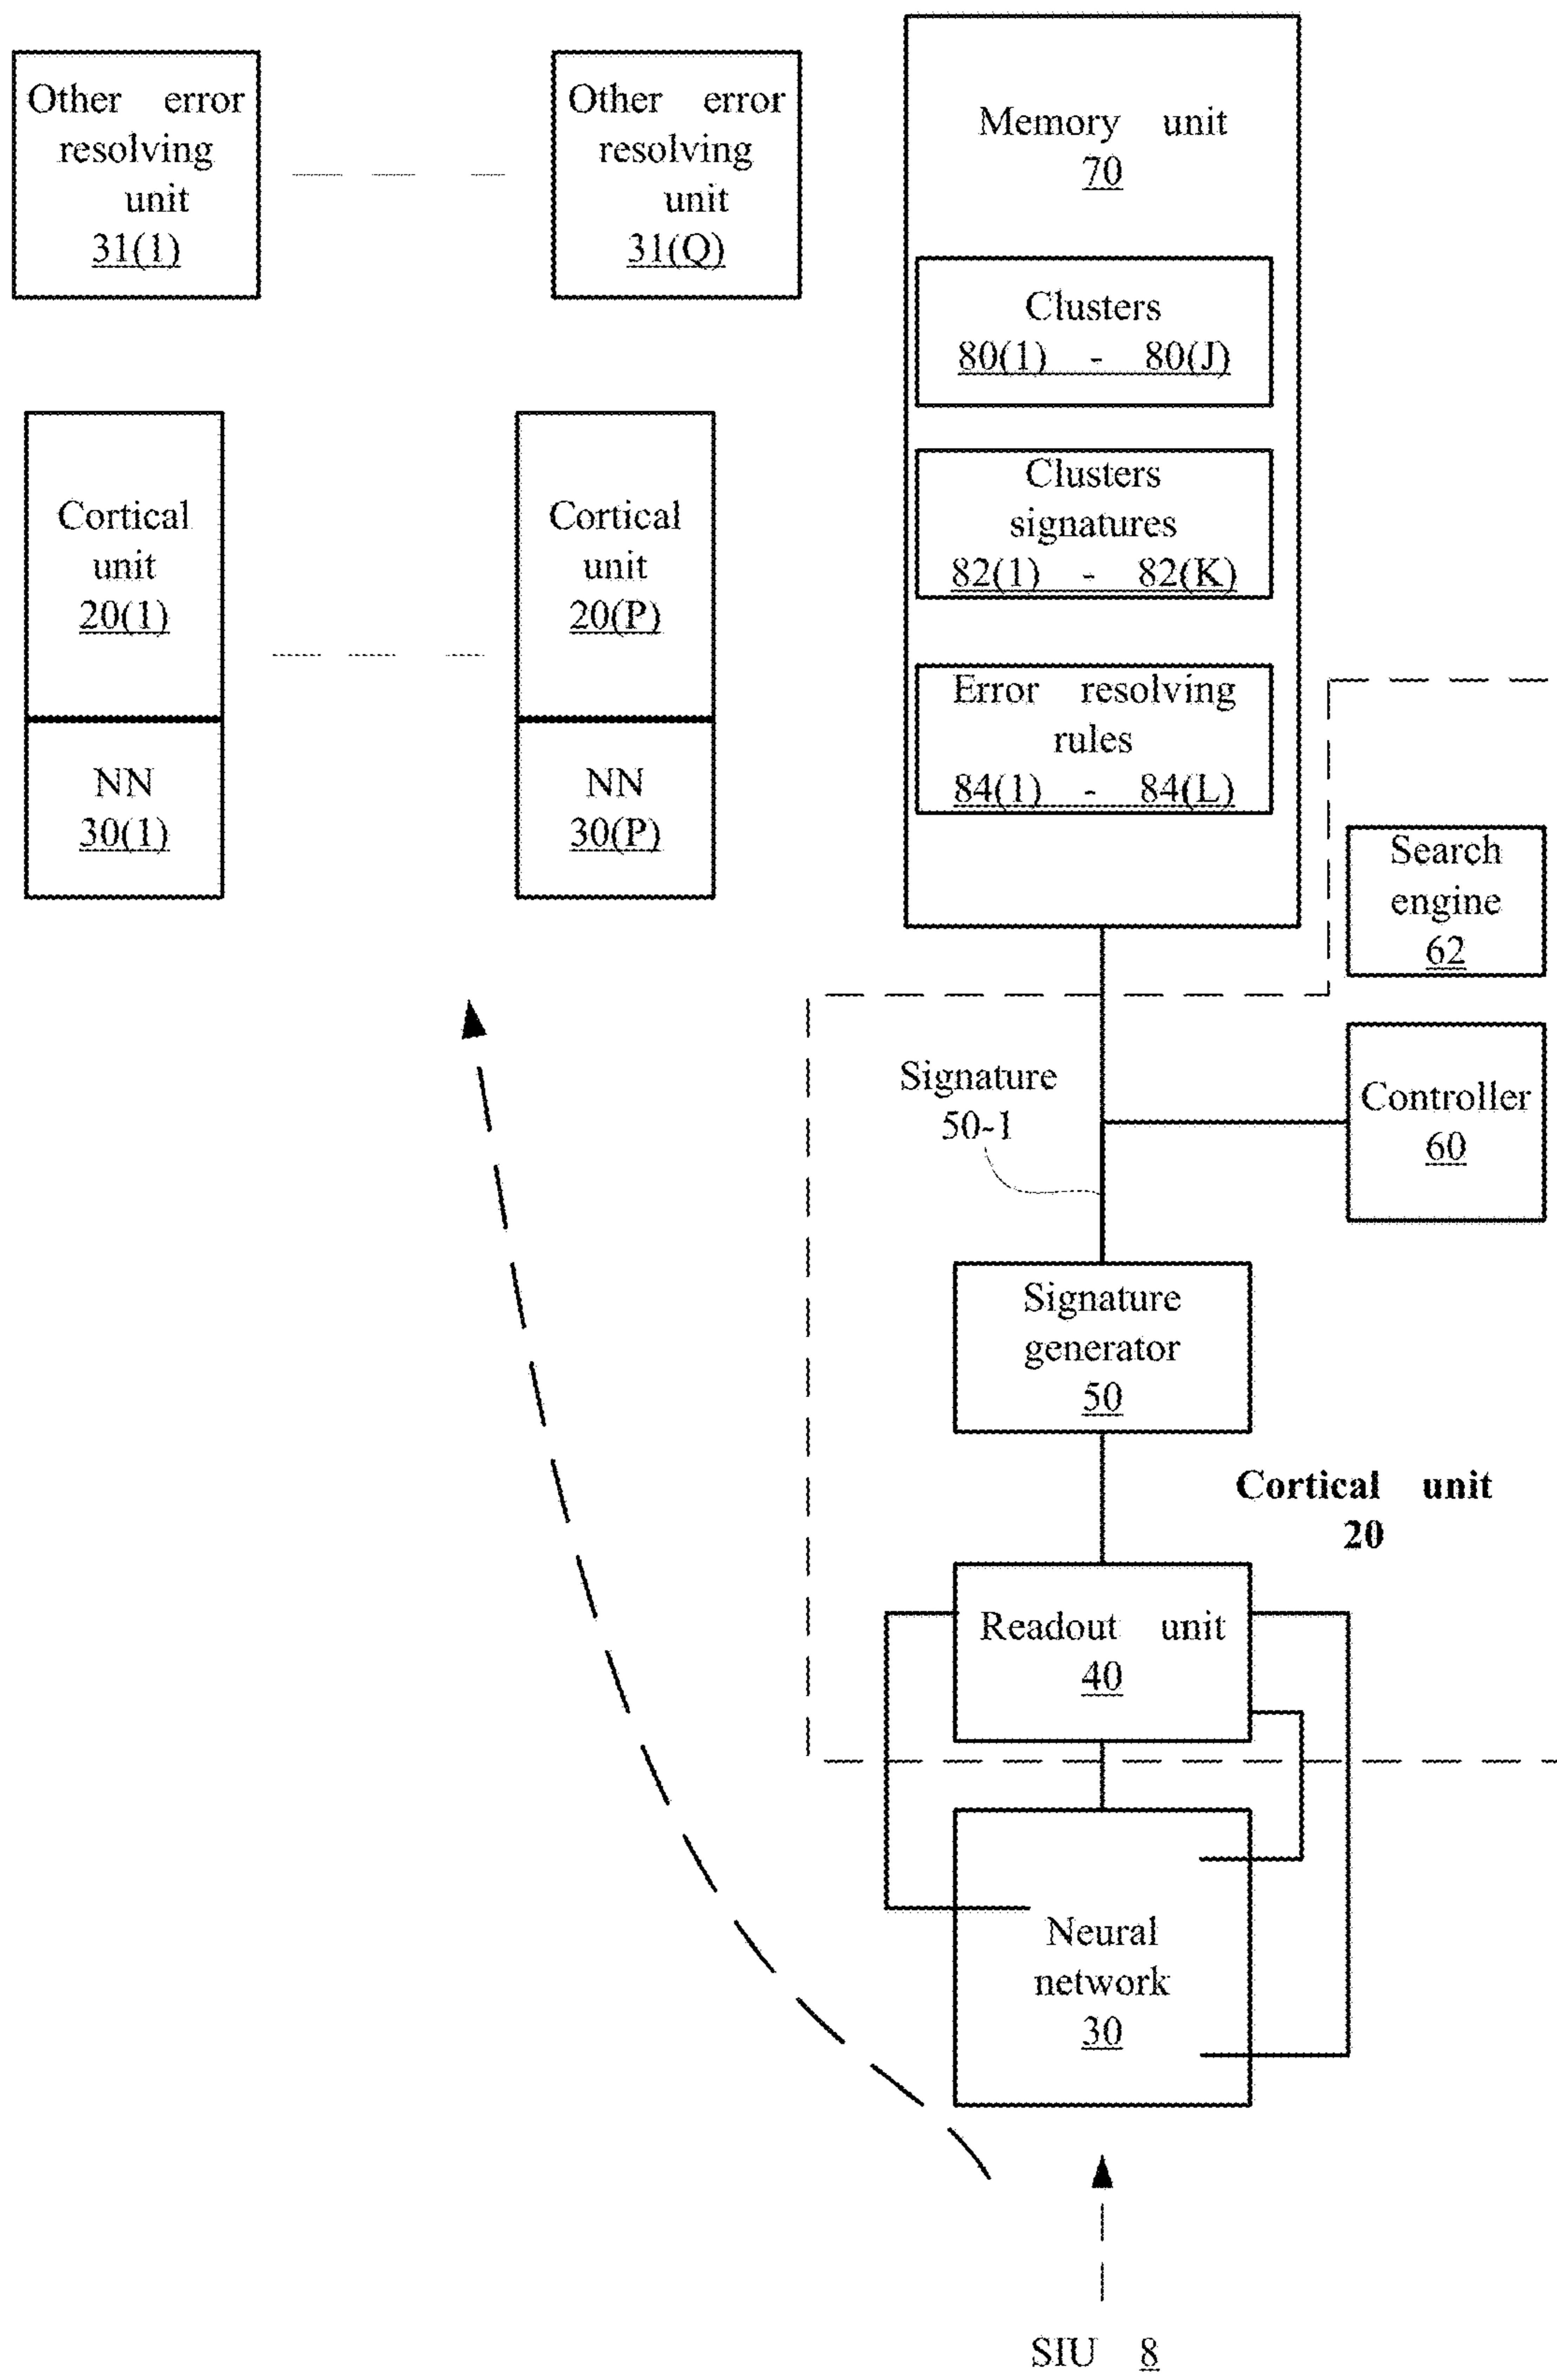 Other error
resolving
unit
31(1)
Other error
resolving
unit
31(Q)
Memory unit
70
Clusters
80(1) - 80(J)
Clusters
signatures
82(1) - 82(K)
Error resolving
rules
84(1) - 84(L)
Cortical
unit
20(1)
NN
30(1)
Cortical
unit
20(P)
NN
30(P)
Search
engine
62
Controller
60
Signature
50-1
Signature
generator
50
Cortical unit
20
Readout unit
40
Neural
network
30
SIU 8